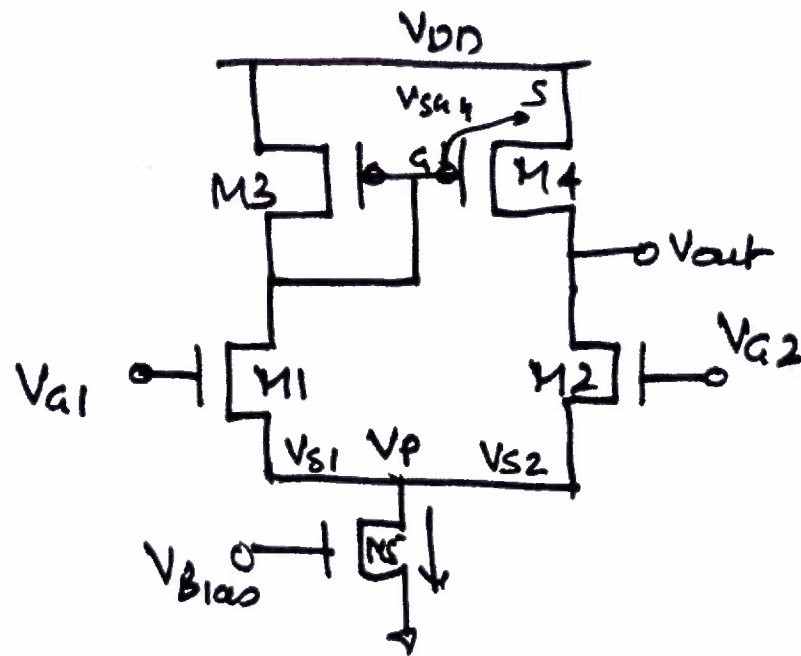 VDD
VSG4 S
M3 G M4
Vout
VG1 M1 M2 VG2
VS1 VP VS2
VBias M5